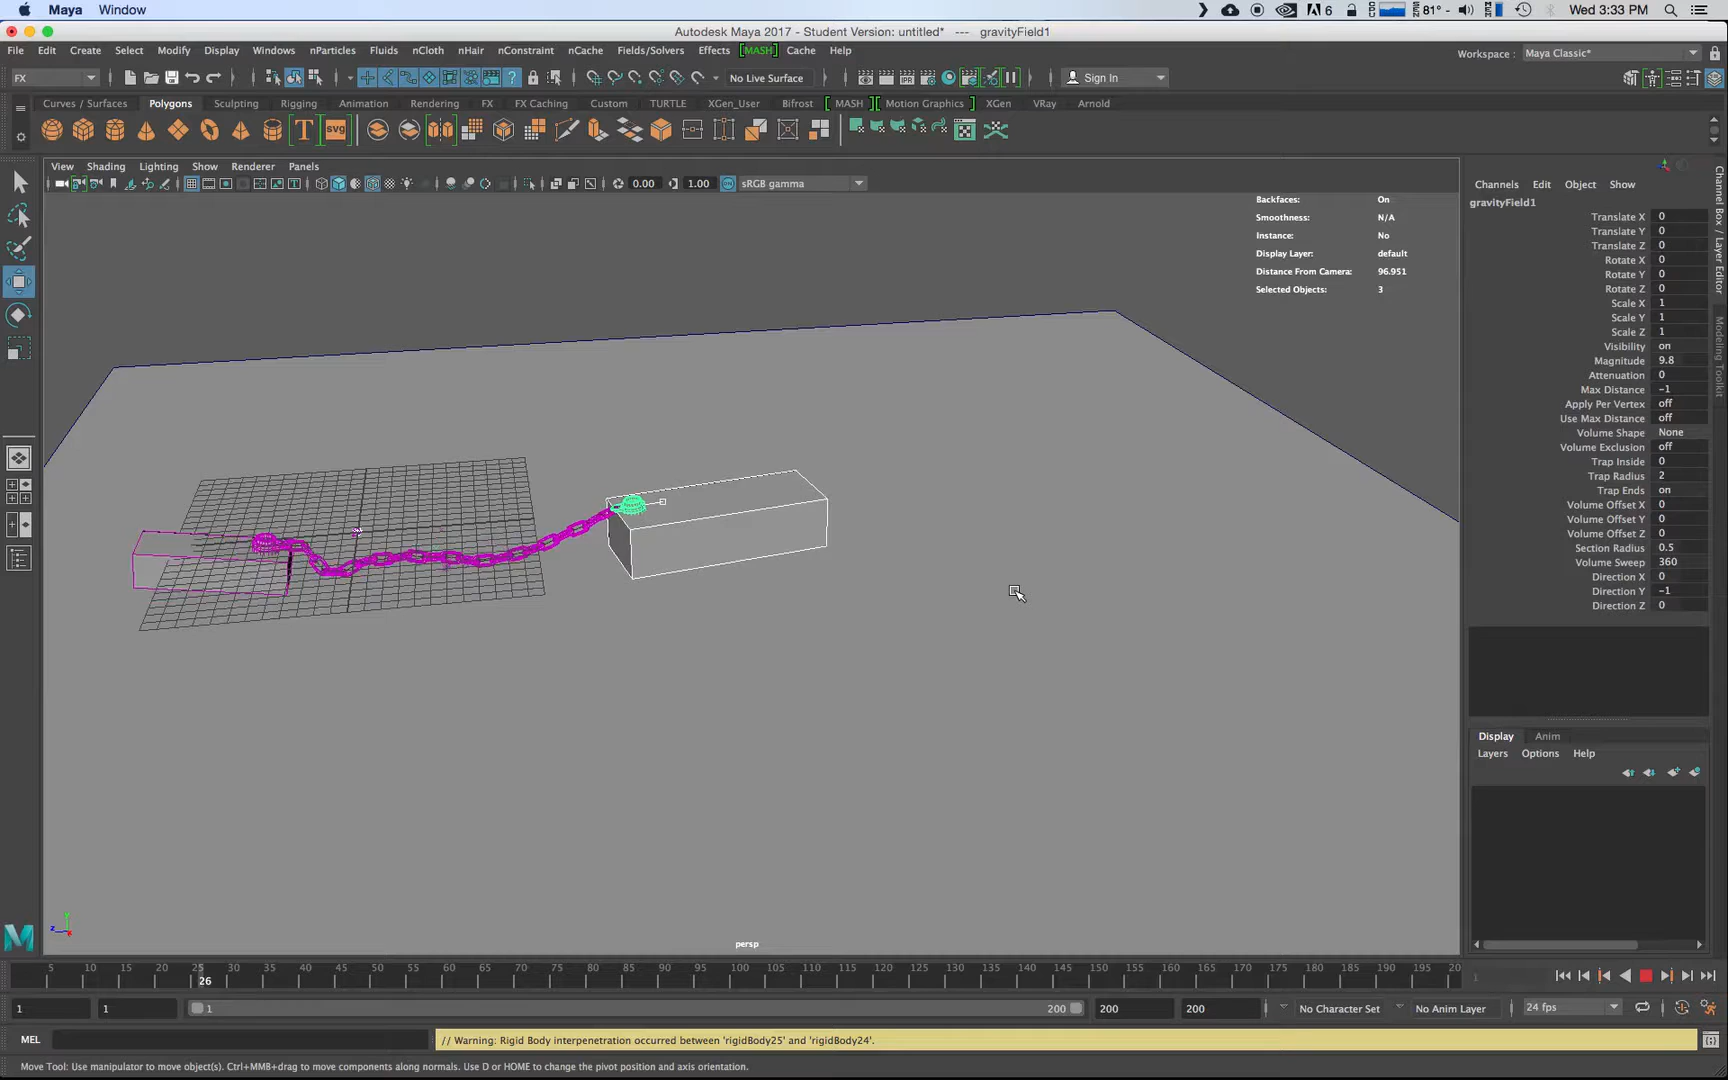 Maya Window 6 81° Wed 3:33 PM
Autodesk Maya 2017 - Student Version: untitled* --- gravityField1
File Edit Create Select Modify Display Windows nParticles Fluids nCloth nHair nConstraint nCache Fields/Solvers Effects [MASH] Cache Help
Workspace: Maya Classic*
FX No Live Surface Sign In
Curves / Surfaces Polygons Sculpting Rigging Animation Rendering FX FX Caching Custom TURTLE XGen_User Bifrost MASH Motion Graphics XGen VRay Arnold
T svg
View Shading Lighting Show Renderer Panels
0.00 1.00 sRGB gamma
Backfaces: On
Smoothness: N/A
Instance: No
Display Layer: default
Distance From Camera: 96.951
Selected Objects: 3
Channels Edit Object Show
gravityField1
Translate X 0
Translate Y 0
Translate Z 0
Rotate X 0
Rotate Y 0
Rotate Z 0
Scale X 1
Scale Y 1
Scale Z 1
Visibility on
Magnitude 9.8
Attenuation 0
Max Distance -1
Apply Per Vertex off
Use Max Distance off
Volume Shape None
Volume Exclusion off
Trap Inside 0
Trap Radius 2
Trap Ends on
Volume Offset X 0
Volume Offset Y 0
Volume Offset Z 0
Section Radius 0.5
Volume Sweep 360
Direction X 0
Direction Y -1
Direction Z 0
Channel Box / Layer Editor
Modeling Toolkit
Display Anim
Layers Options Help
persp
5 10 15 20 25 30 35 40 45 50 55 60 65 70 75 80 85 90 95 100 105 110 115 120 125 130 135 140 145 150 155 160 165 170 175 180 185 190 195 20
26
1 1 1 200 200 200 No Character Set No Anim Layer 24 fps
MEL // Warning: Rigid Body interpenetration occurred between 'rigidBody25' and 'rigidBody24'.
Move Tool: Use manipulator to move object(s). Ctrl+MMB+drag to move components along normals. Use D or HOME to change the pivot position and axis orientation.